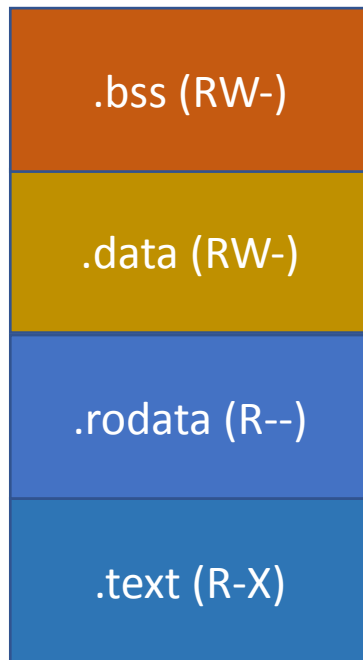 .bss (RW-)
.data (RW-)
.rodata (R--)
.text (R-X)